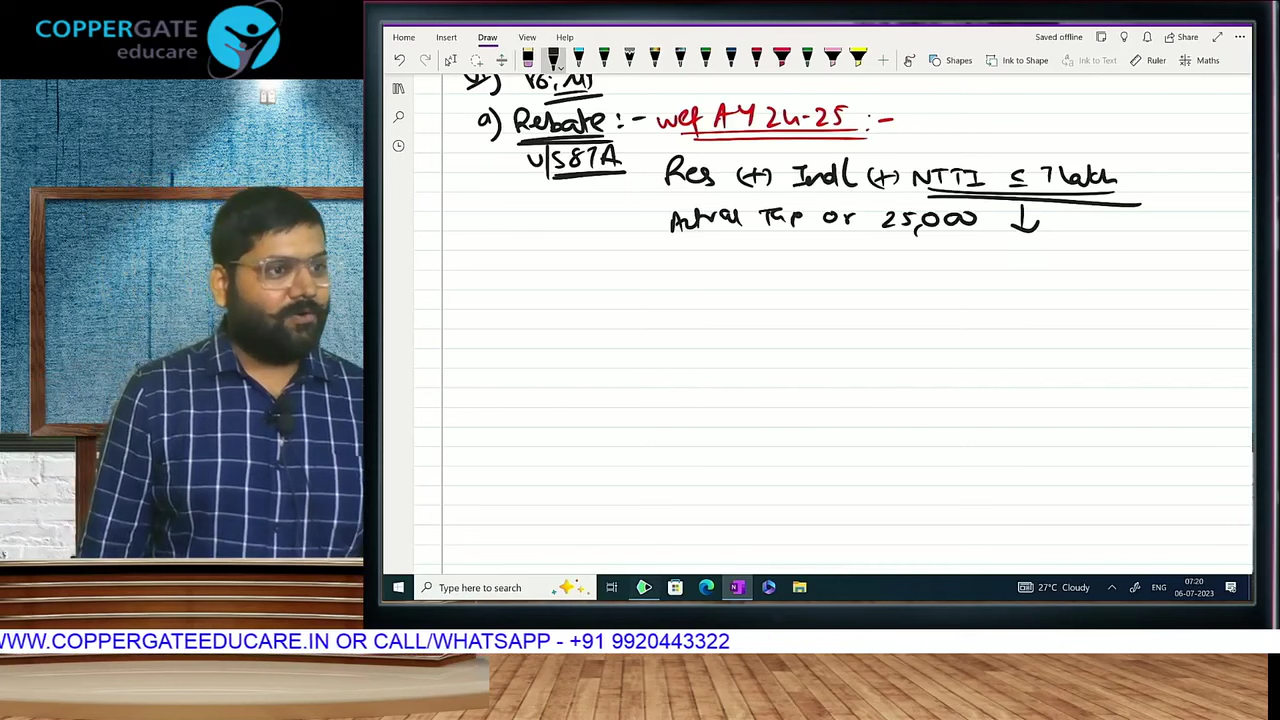 COPPERGATE
educare
Home Insert Draw View Help
Saved offline
Share
Shapes
Ink to Shape
Ink to Text
Ruler
Maths
a) Rebate :- wef AY 24-25 :-
u/s 87A
Res (+) Indl (+) NTTI ≤ 7 lakh
or 25,000 ↓
Type here to search
27°C Cloudy
ENG
07:20
06-07-2023
WWW.COPPERGATEEDUCARE.IN OR CALL/WHATSAPP - +91 9920443322